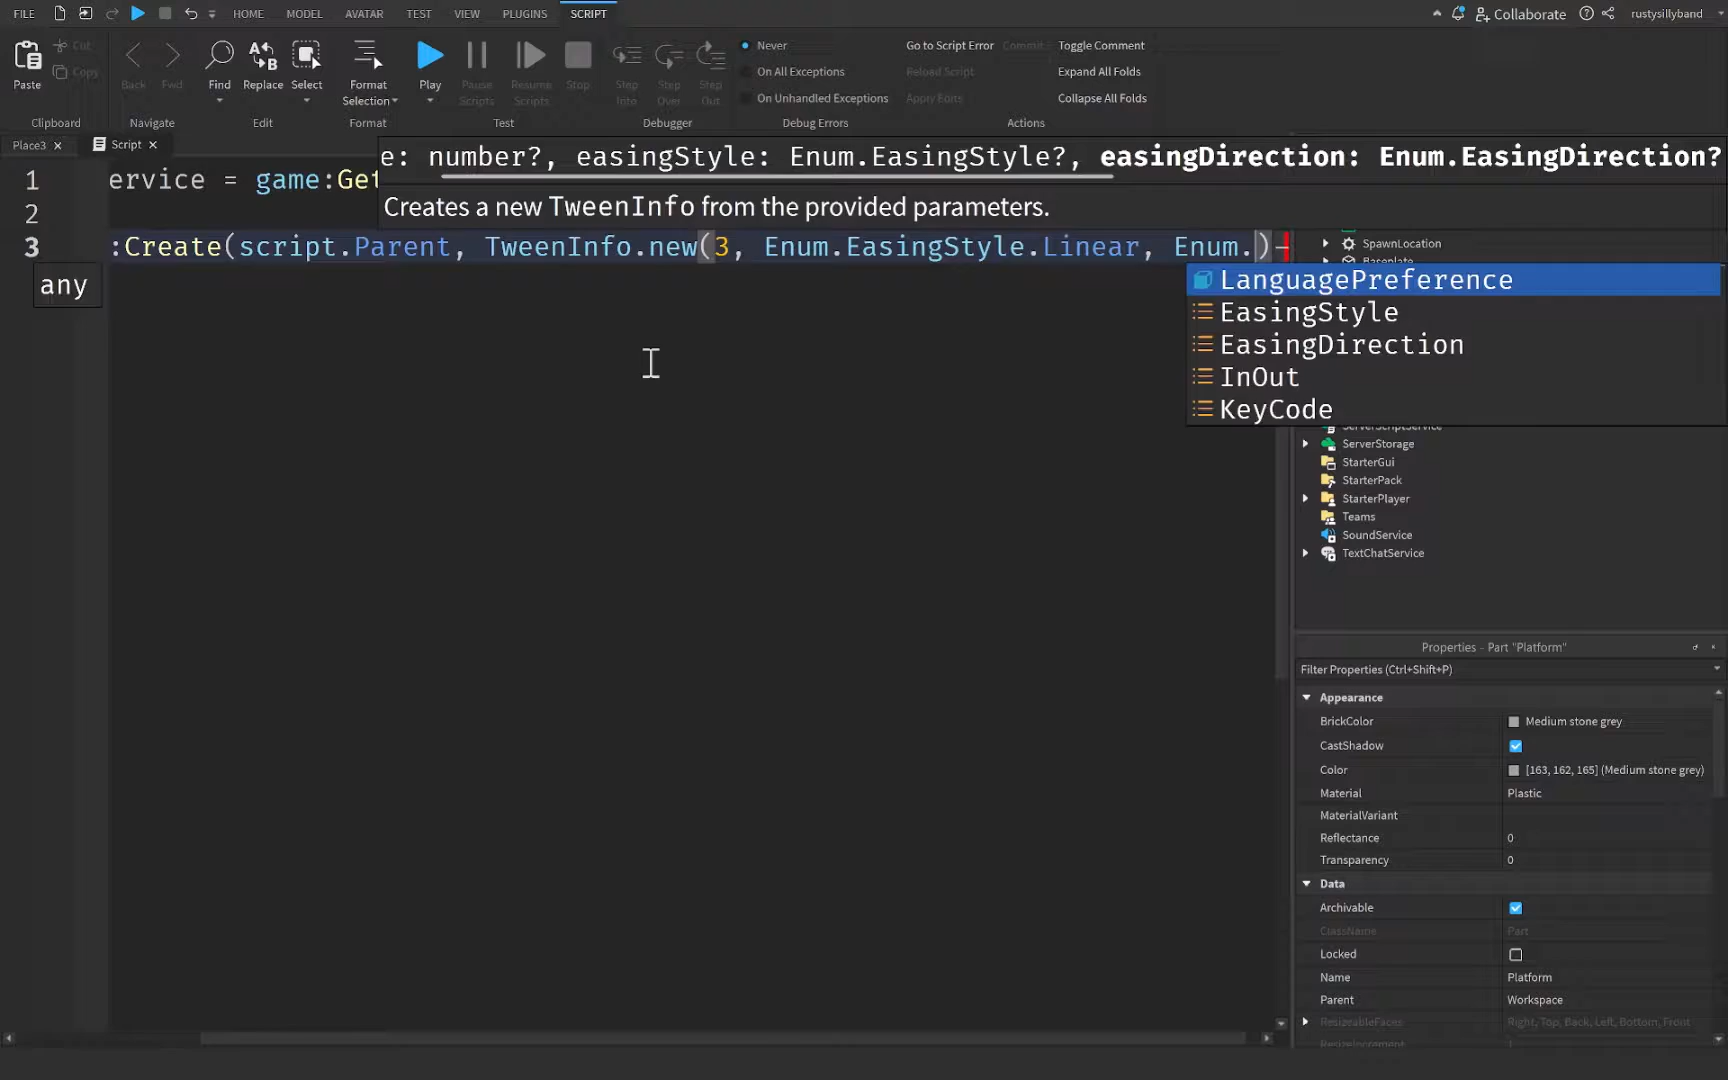 FILE HOME MODEL AVATAR TEST VIEW PLUGINS SCRIPT Collaborate rustysillyband
Paste Cut Copy
Back Fwd Find Replace Select Format Selection Play Pause Scripts Resume Scripts Stop Step Into Step Over Step Out
Never Go to Script Error Commit Toggle Comment
On All Exceptions Reload Script Expand All Folds
On Unhandled Exceptions Apply Edits Collapse All Folds
Clipboard Navigate Edit Format Test Debugger Debug Errors Actions
Place3 Script
e: number?, easingStyle: Enum.EasingStyle?, easingDirection: Enum.EasingDirection?
1 ervice = game:Get
Creates a new TweenInfo from the provided parameters.
2
3 :Create(script.Parent, TweenInfo.new(3, Enum.EasingStyle.Linear, Enum.)
any
LanguagePreference
EasingStyle
EasingDirection
InOut
KeyCode
SpawnLocation
Baseplate
ServerScriptService
ServerStorage
StarterGui
StarterPack
StarterPlayer
Teams
SoundService
TextChatService
Properties - Part "Platform"
Filter Properties (Ctrl+Shift+P)
Appearance
BrickColor Medium stone grey
CastShadow
Color [163, 162, 165] (Medium stone grey)
Material Plastic
MaterialVariant
Reflectance 0
Transparency 0
Data
Archivable
ClassName Part
Locked
Name Platform
Parent Workspace
ResizeableFaces Right, Top, Back, Left, Bottom, Front
ResizeIncrement 1